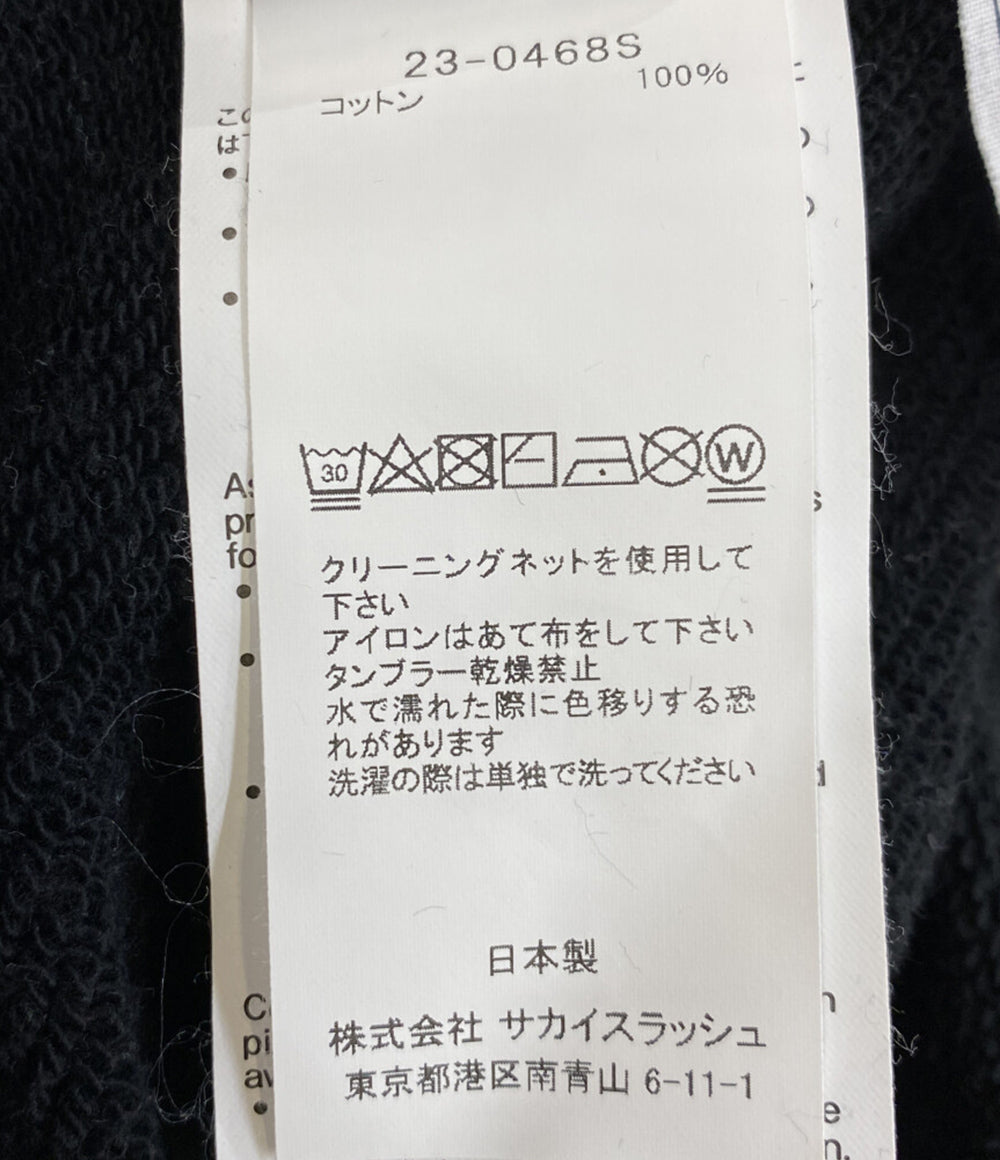 23-0468S
コットン 100%
30
W
クリーニングネットを使用して
下さい
アイロンはあて布をして下さい
タンブラー乾燥禁止
水で濡れた際に色移りする恐
れがあります
洗濯の際は単独で洗ってください
日本製
株式会社 サカイスラッシュ
東京都港区南青山 6-11-1